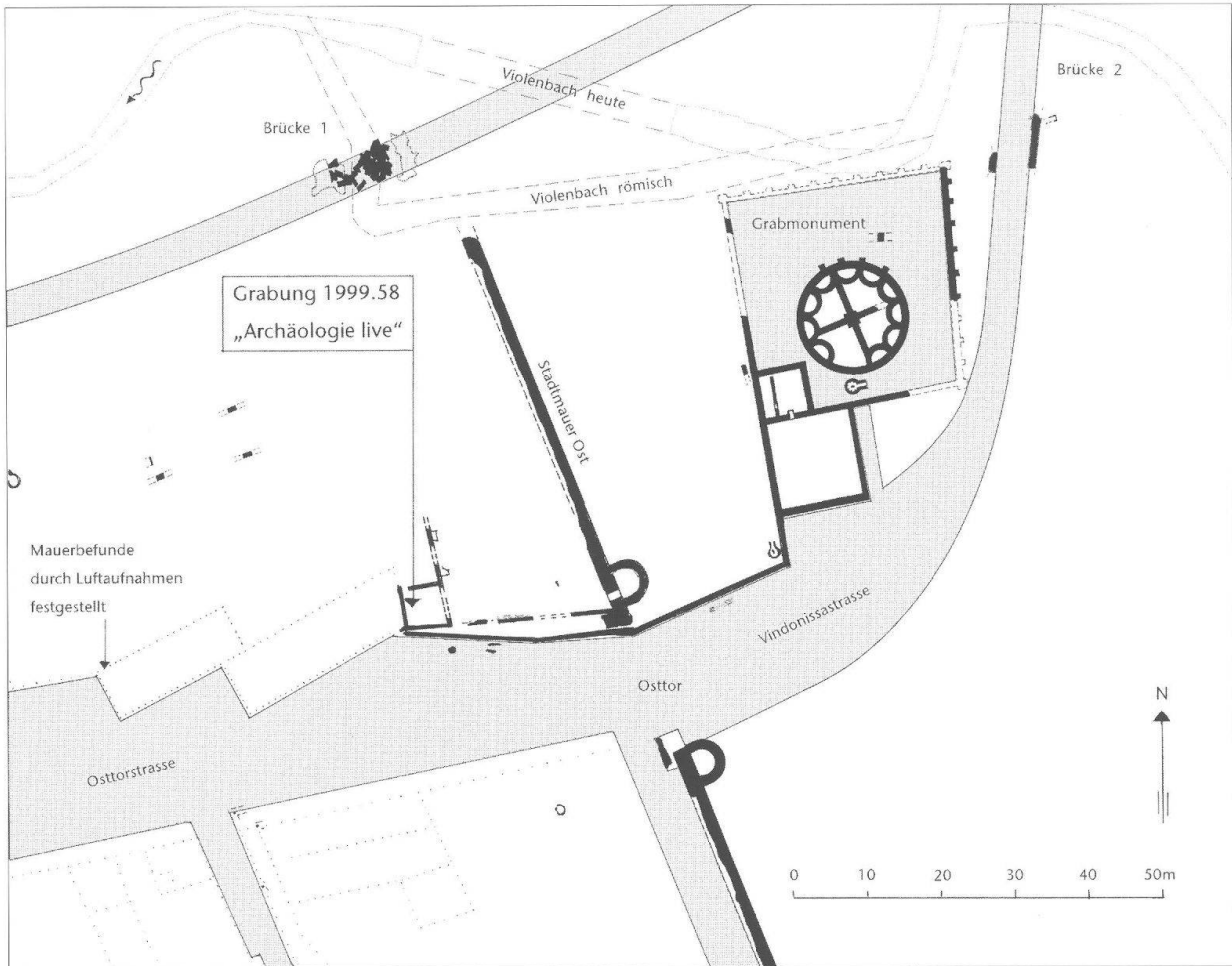 Violenbach heute
Brücke 2
Brücke 1
Violenbach römisch
Grabmonument
Grabung 1999.58
„Archäologie live“
Stadtmauer Ost
Mauerbefunde
durch Luftaufnahmen
festgestellt
Vindonissastrasse
Osttor
N
Osttorstrasse
0 10 20 30 40 50m